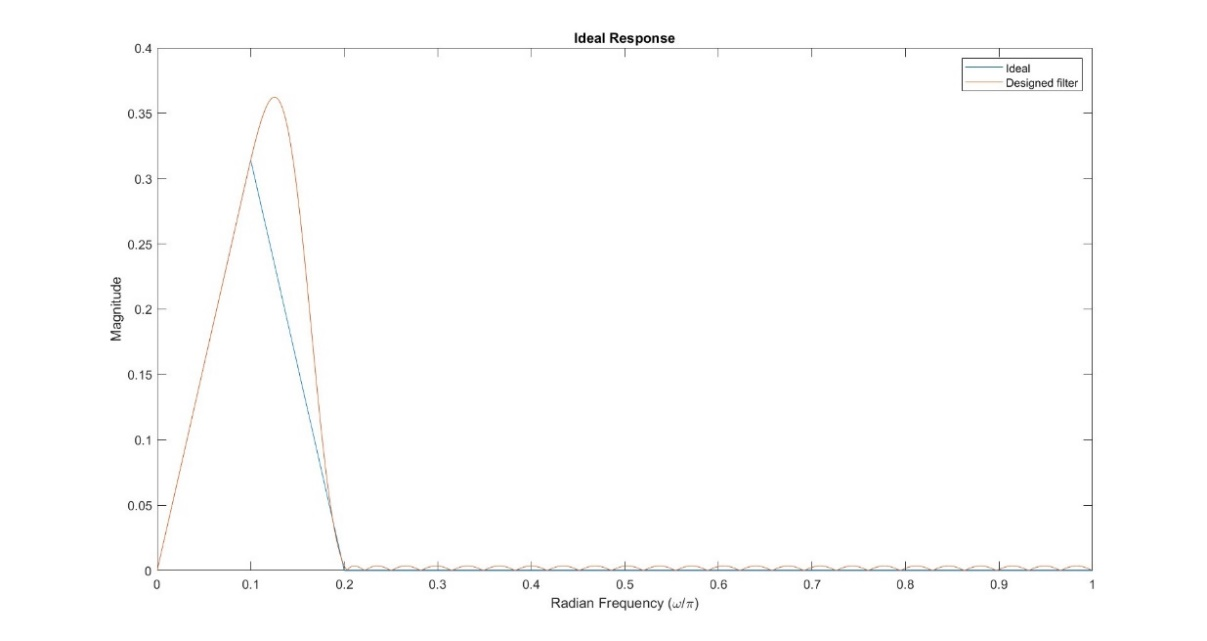 Ideal Response
Ideal
Designed filter
Magnitude
0.4
0.35
0.3
0.25
0.2
0.15
0.1
0.05
0
0 0.1 0.2 0.3 0.4 0.5 0.6 0.7 0.8 0.9 1
Radian Frequency (ω/π)